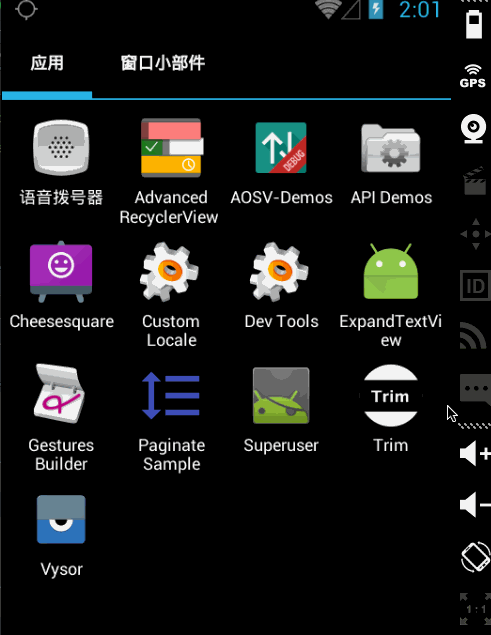 2:01
应用
窗口小部件
GPS
语音拨号器
Advanced
RecyclerView
DEBUG
AOSV-Demos
API Demos
Cheesesquare
Custom
Locale
Dev Tools
ExpandTextVi
ew
ID
Gestures
Builder
Paginate
Sample
Superuser
Trim
Trim
Vysor
1:1